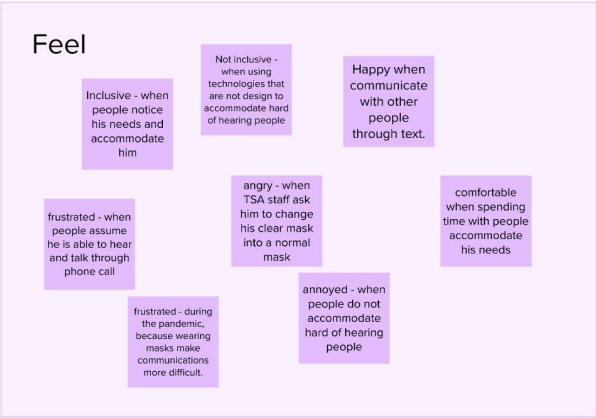 Feel
Not inclusive -
when using
technologies that
are not design to
accommodate hard
of hearing people
Happy when
communicate
with other
people
through text.
Inclusive - when
people notice
his needs and
accommodate
him
angry - when
TSA staff ask
him to change
his clear mask
into a normal
mask
comfortable
when spending
time with people
accommodate
his needs
frustrated - when
people assume
he is able to hear
and talk through
phone call
annoyed - when
people do not
accommodate
hard of hearing
people
frustrated - during
the pandemic,
because wearing
masks make
communications
more difficult.